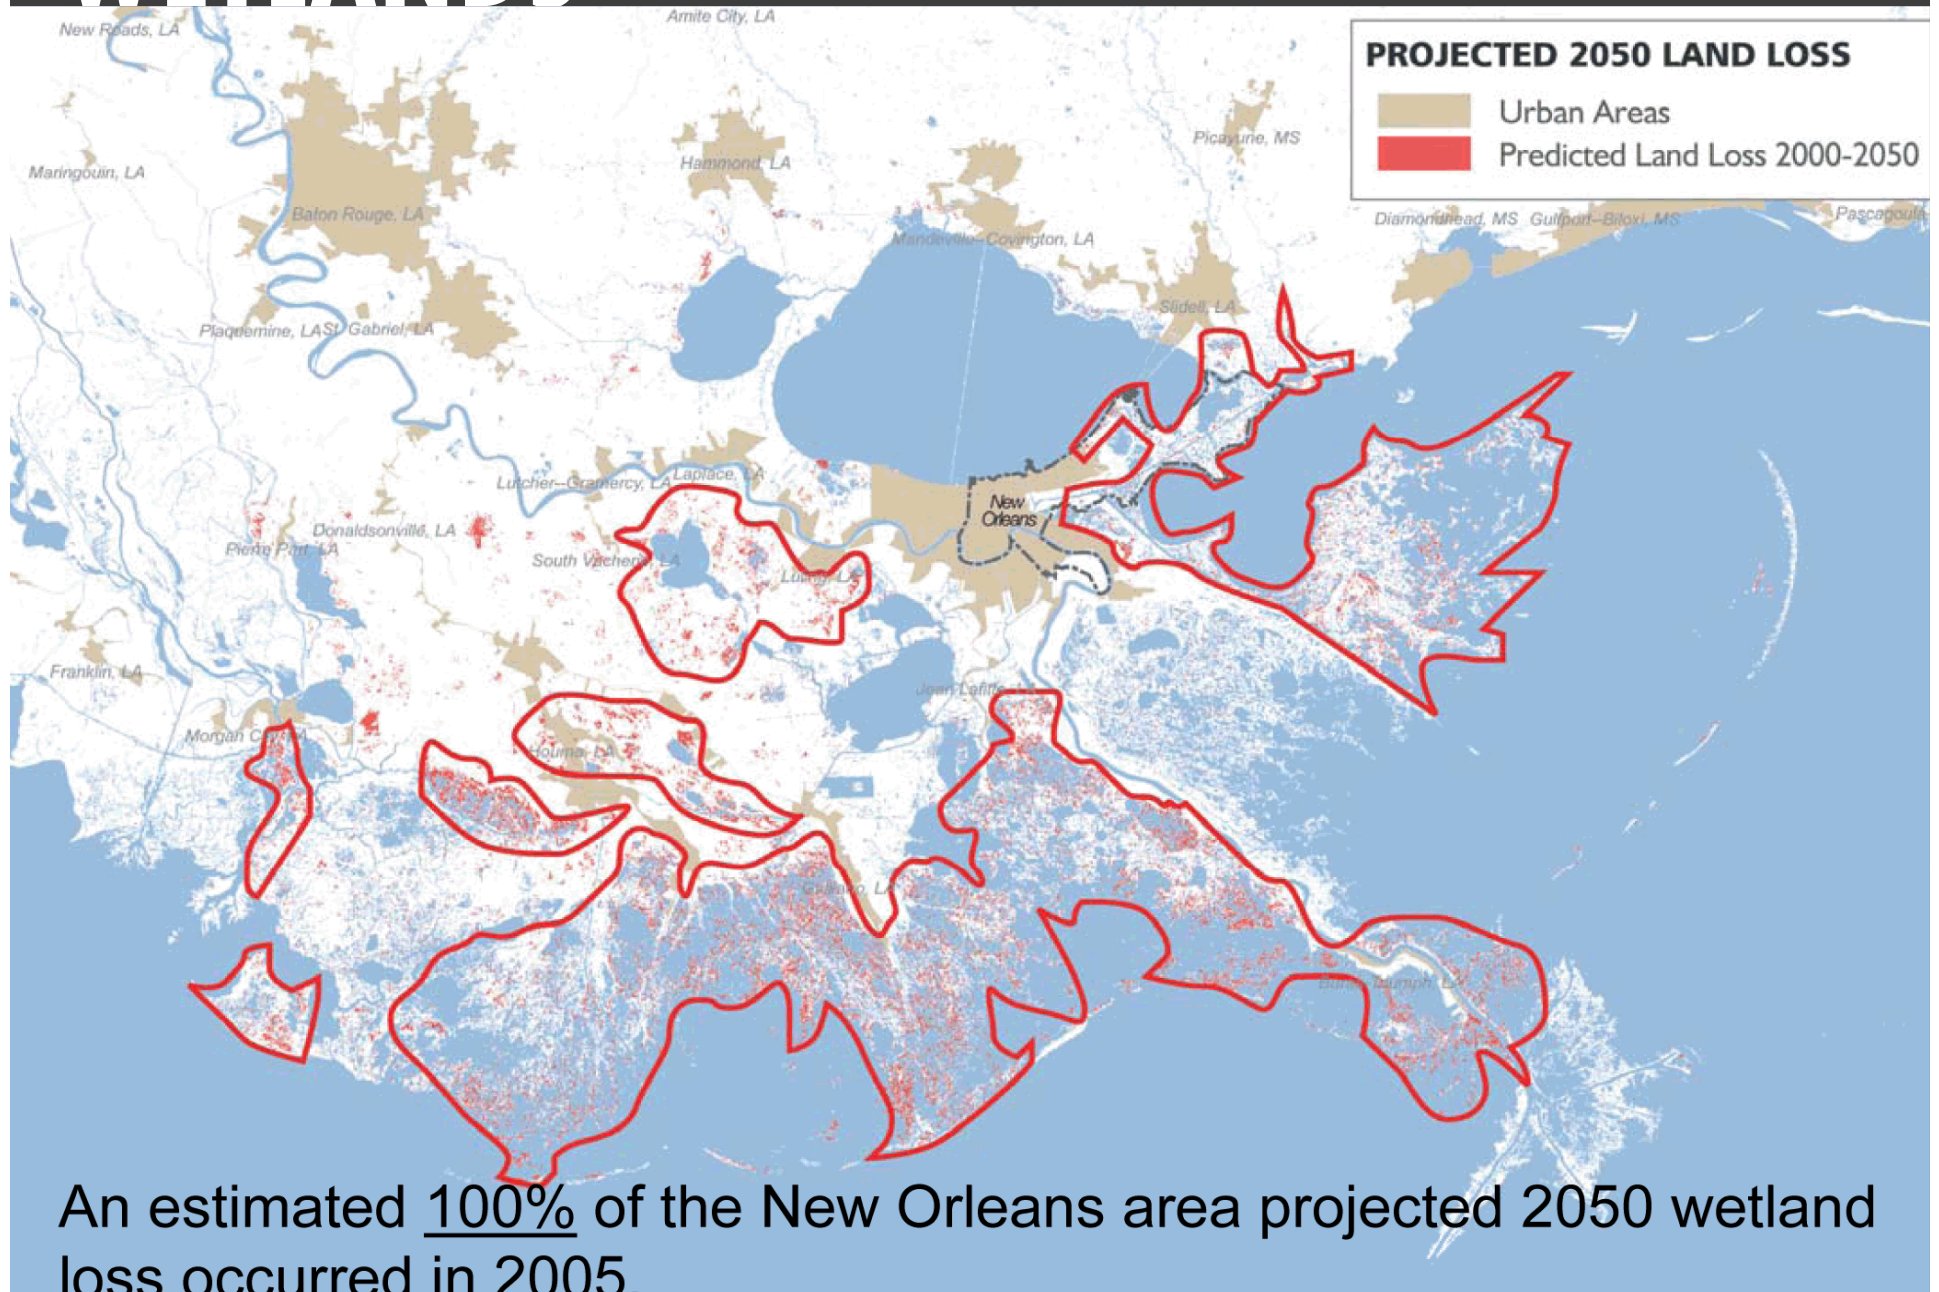 WETLANDS
New Roads, LA
Amite City, LA
PROJECTED 2050 LAND LOSS
Urban Areas
Predicted Land Loss 2000-2050
Maringouin, LA
Baton Rouge, LA
Hammond, LA
Picayune, MS
Mandeville--Covington, LA
Diamondhead, MS
Gulfport--Biloxi, MS
Pascagoula
Slidell, LA
Plaquemine, LA
St. Gabriel, LA
Lutcher--Gramercy, LA
Laplace, LA
New
Orleans
Donaldsonville, LA
Pierre Part, LA
South Vacherie, LA
Luling, LA
Franklin, LA
Jean Lafitte, LA
Morgan City, LA
Houma, LA
Galliano, LA
An estimated 100% of the New Orleans area projected 2050 wetland
loss occurred in 2005.